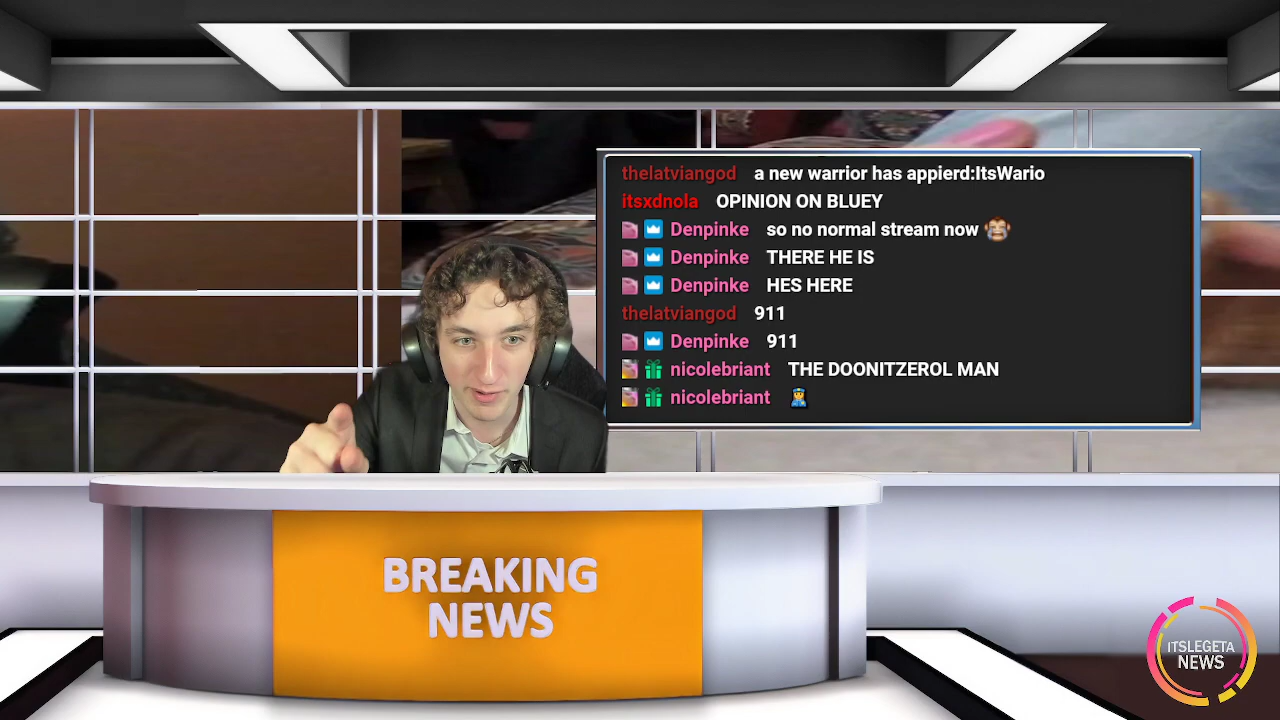 thelatviangod a new warrior has appierd:ItsWario
itsxdnola OPINION ON BLUEY
Denpinke so no normal stream now
Denpinke THERE HE IS
Denpinke HES HERE
thelatviangod 911
Denpinke 911
nicolebriant THE DOONITZEROL MAN
nicolebriant
BREAKING
NEWS
ITSLEGETA
NEWS